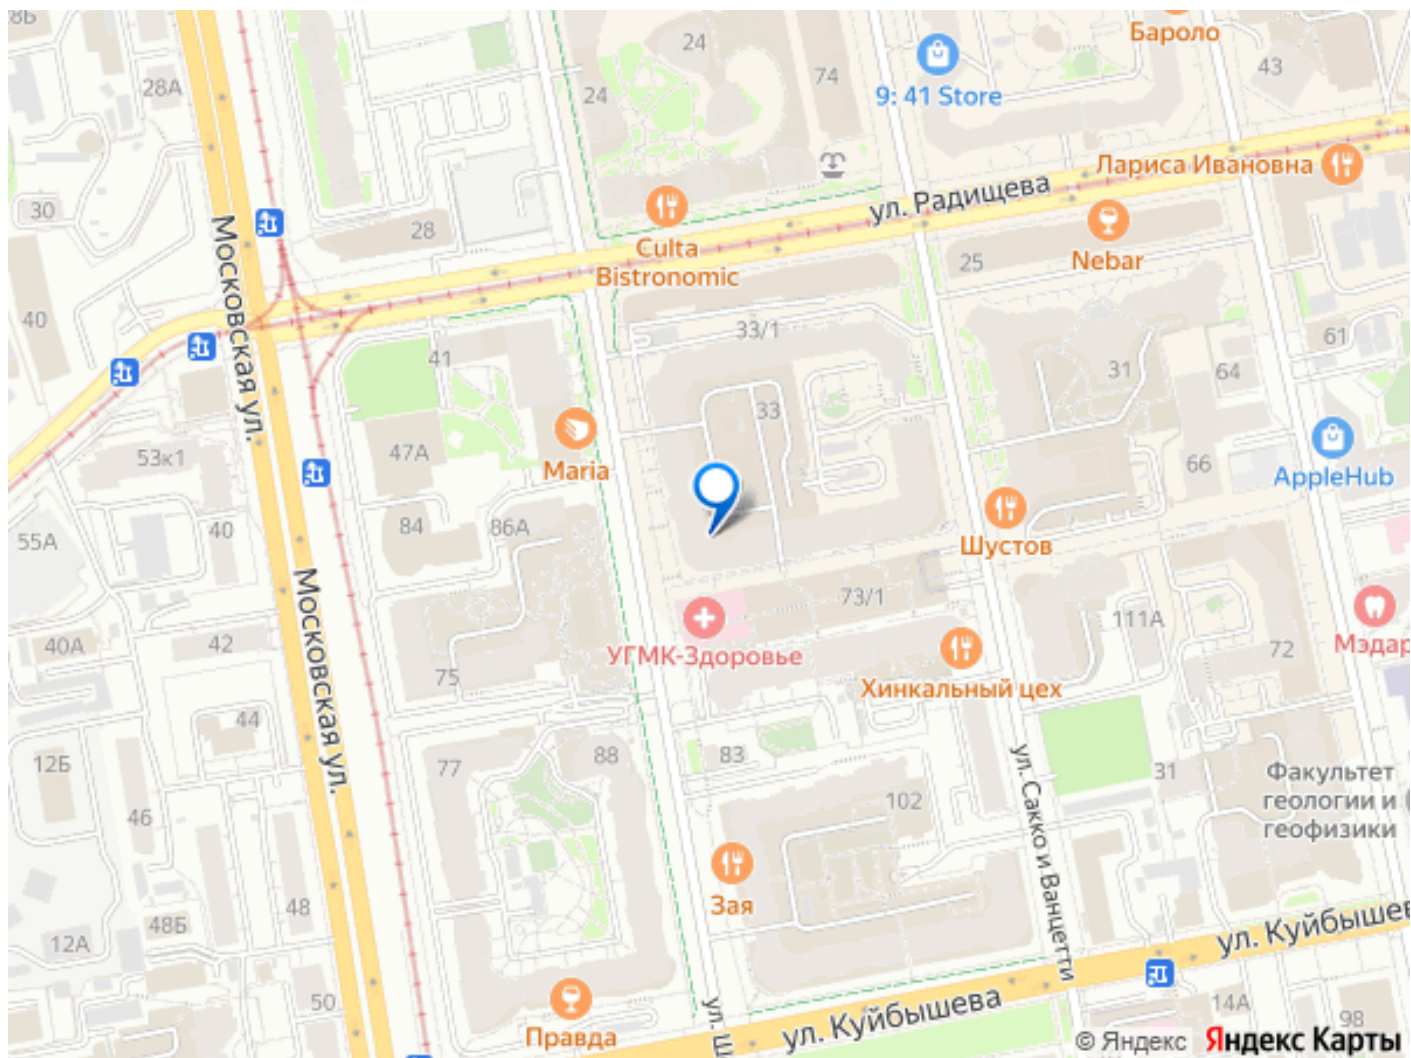 8Б
24
74
Бароло
28А
24
9: 41 Store
43
Лариса Ивановна
ул. Радищева
30
28
Culta
Bistronomic
25
Nebar
40
Московская ул.
41
33/1
61
31
64
33
53к1
47А
Maria
66
AppleHub
55А
40
84
86А
Шустов
73/1
111А
40А
42
УГМК-Здоровье
72
Мэдар
75
Хинкальный цех
Московская ул.
44
12Б
77
88
83
ул. Сакко и Ванцетти
31
Факультет
геологии и
геофизики
46
102
48
48Б
12А
Зая
ул. Куйбышев
50
Правда
ул. Ш
ул. Куйбышева
14А
98
© Яндекс Яндекс Карты